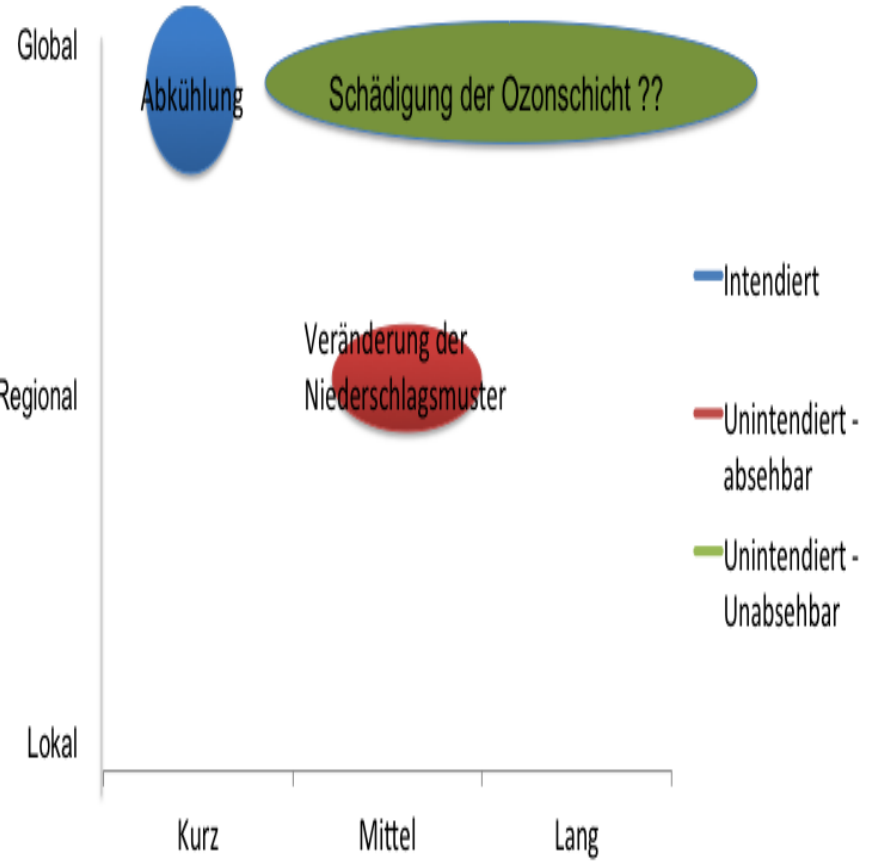 Global
Abkühlung
Schädigung der Ozonschicht ??
Intendiert
Veränderung der
Niederschlagsmuster
Regional
Unintendiert -
absehbar
Unintendiert -
Unabsehbar
Lokal
Kurz
Mittel
Lang